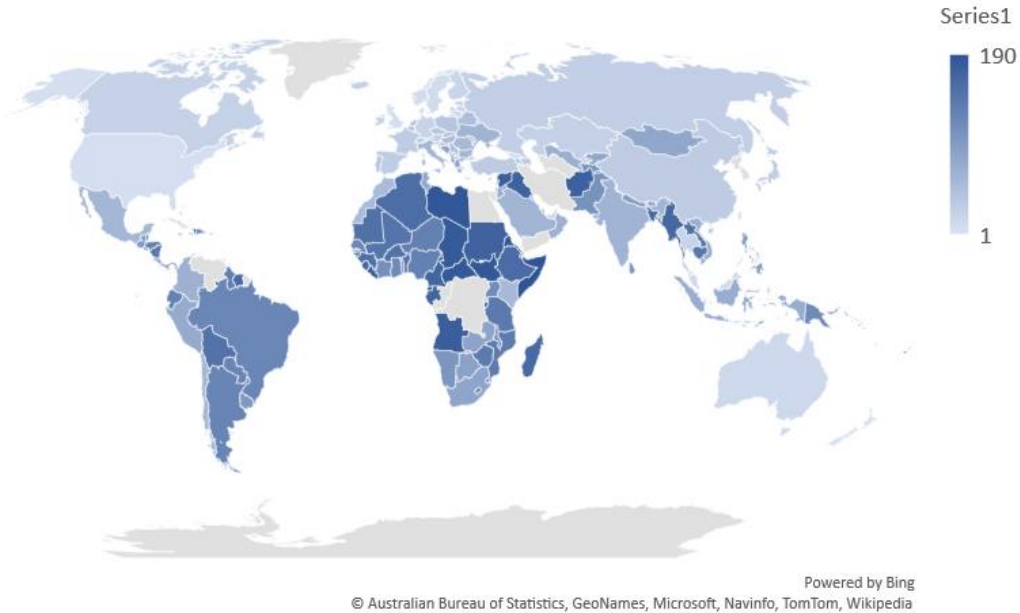 Series1
190
1
Powered by Bing
© Australian Bureau of Statistics, GeoNames, Microsoft, Navinfo, TomTom, Wikipedia